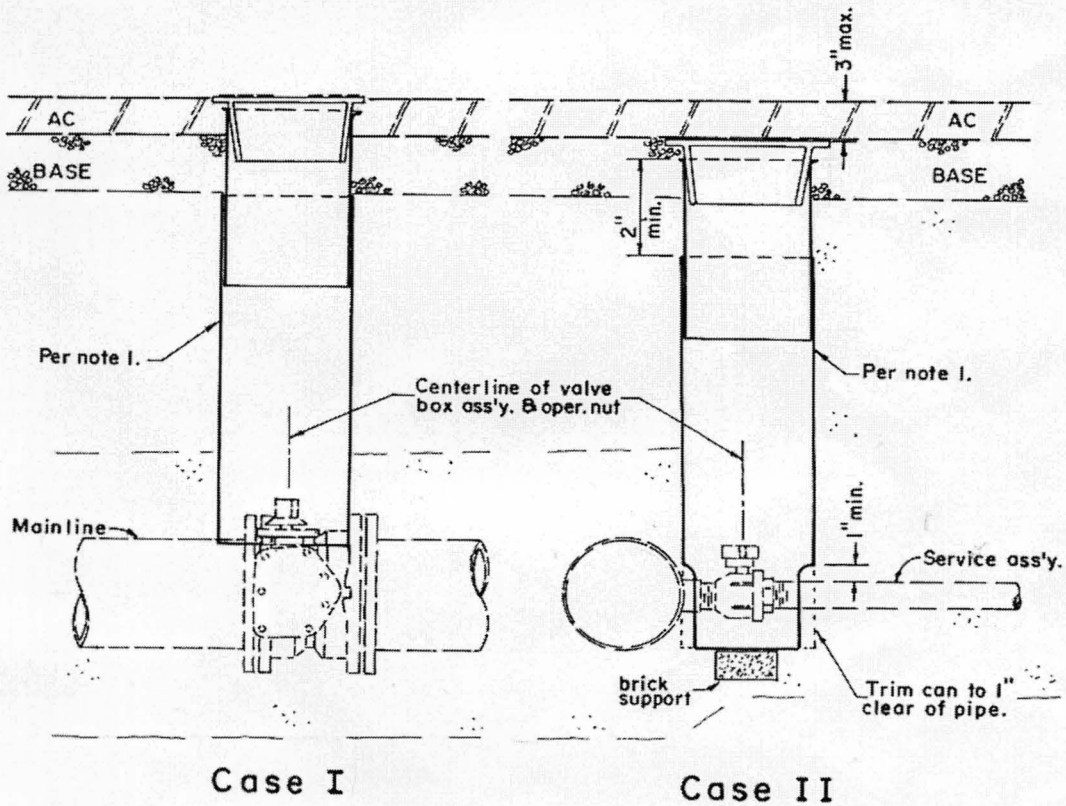 3" max.
AC
AC
BASE
BASE
2"
min.
Per note 1.
Per note 1.
Centerline of valve
box ass'y. & oper. nut
Mainline
1" min.
Service ass'y.
brick
support
Trim can to 1"
clear of pipe.
Case I
Case II